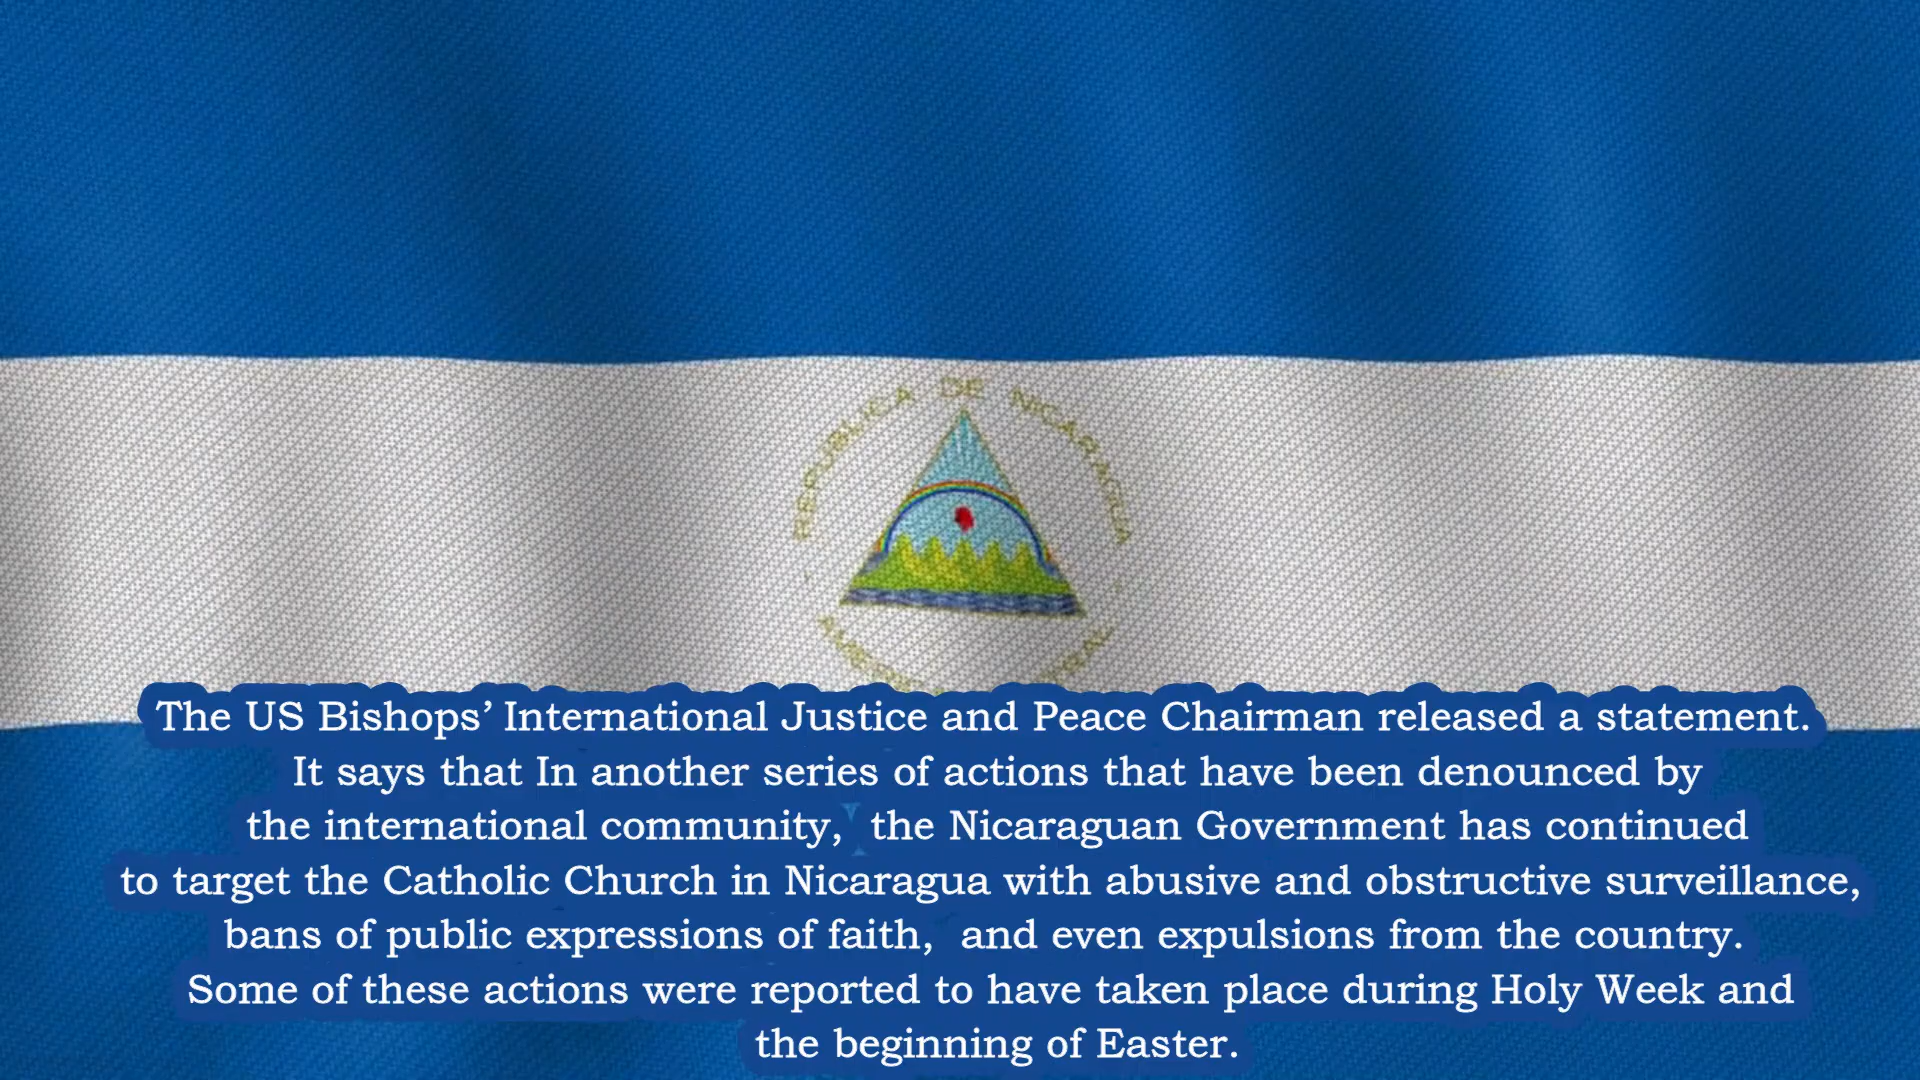 REPUBLICA DE NICARAGUA
The US Bishops’ International Justice and Peace Chairman released a statement.
It says that In another series of actions that have been denounced by
the international community,  the Nicaraguan Government has continued
to target the Catholic Church in Nicaragua with abusive and obstructive surveillance,
bans of public expressions of faith,  and even expulsions from the country.
Some of these actions were reported to have taken place during Holy Week and
the beginning of Easter.